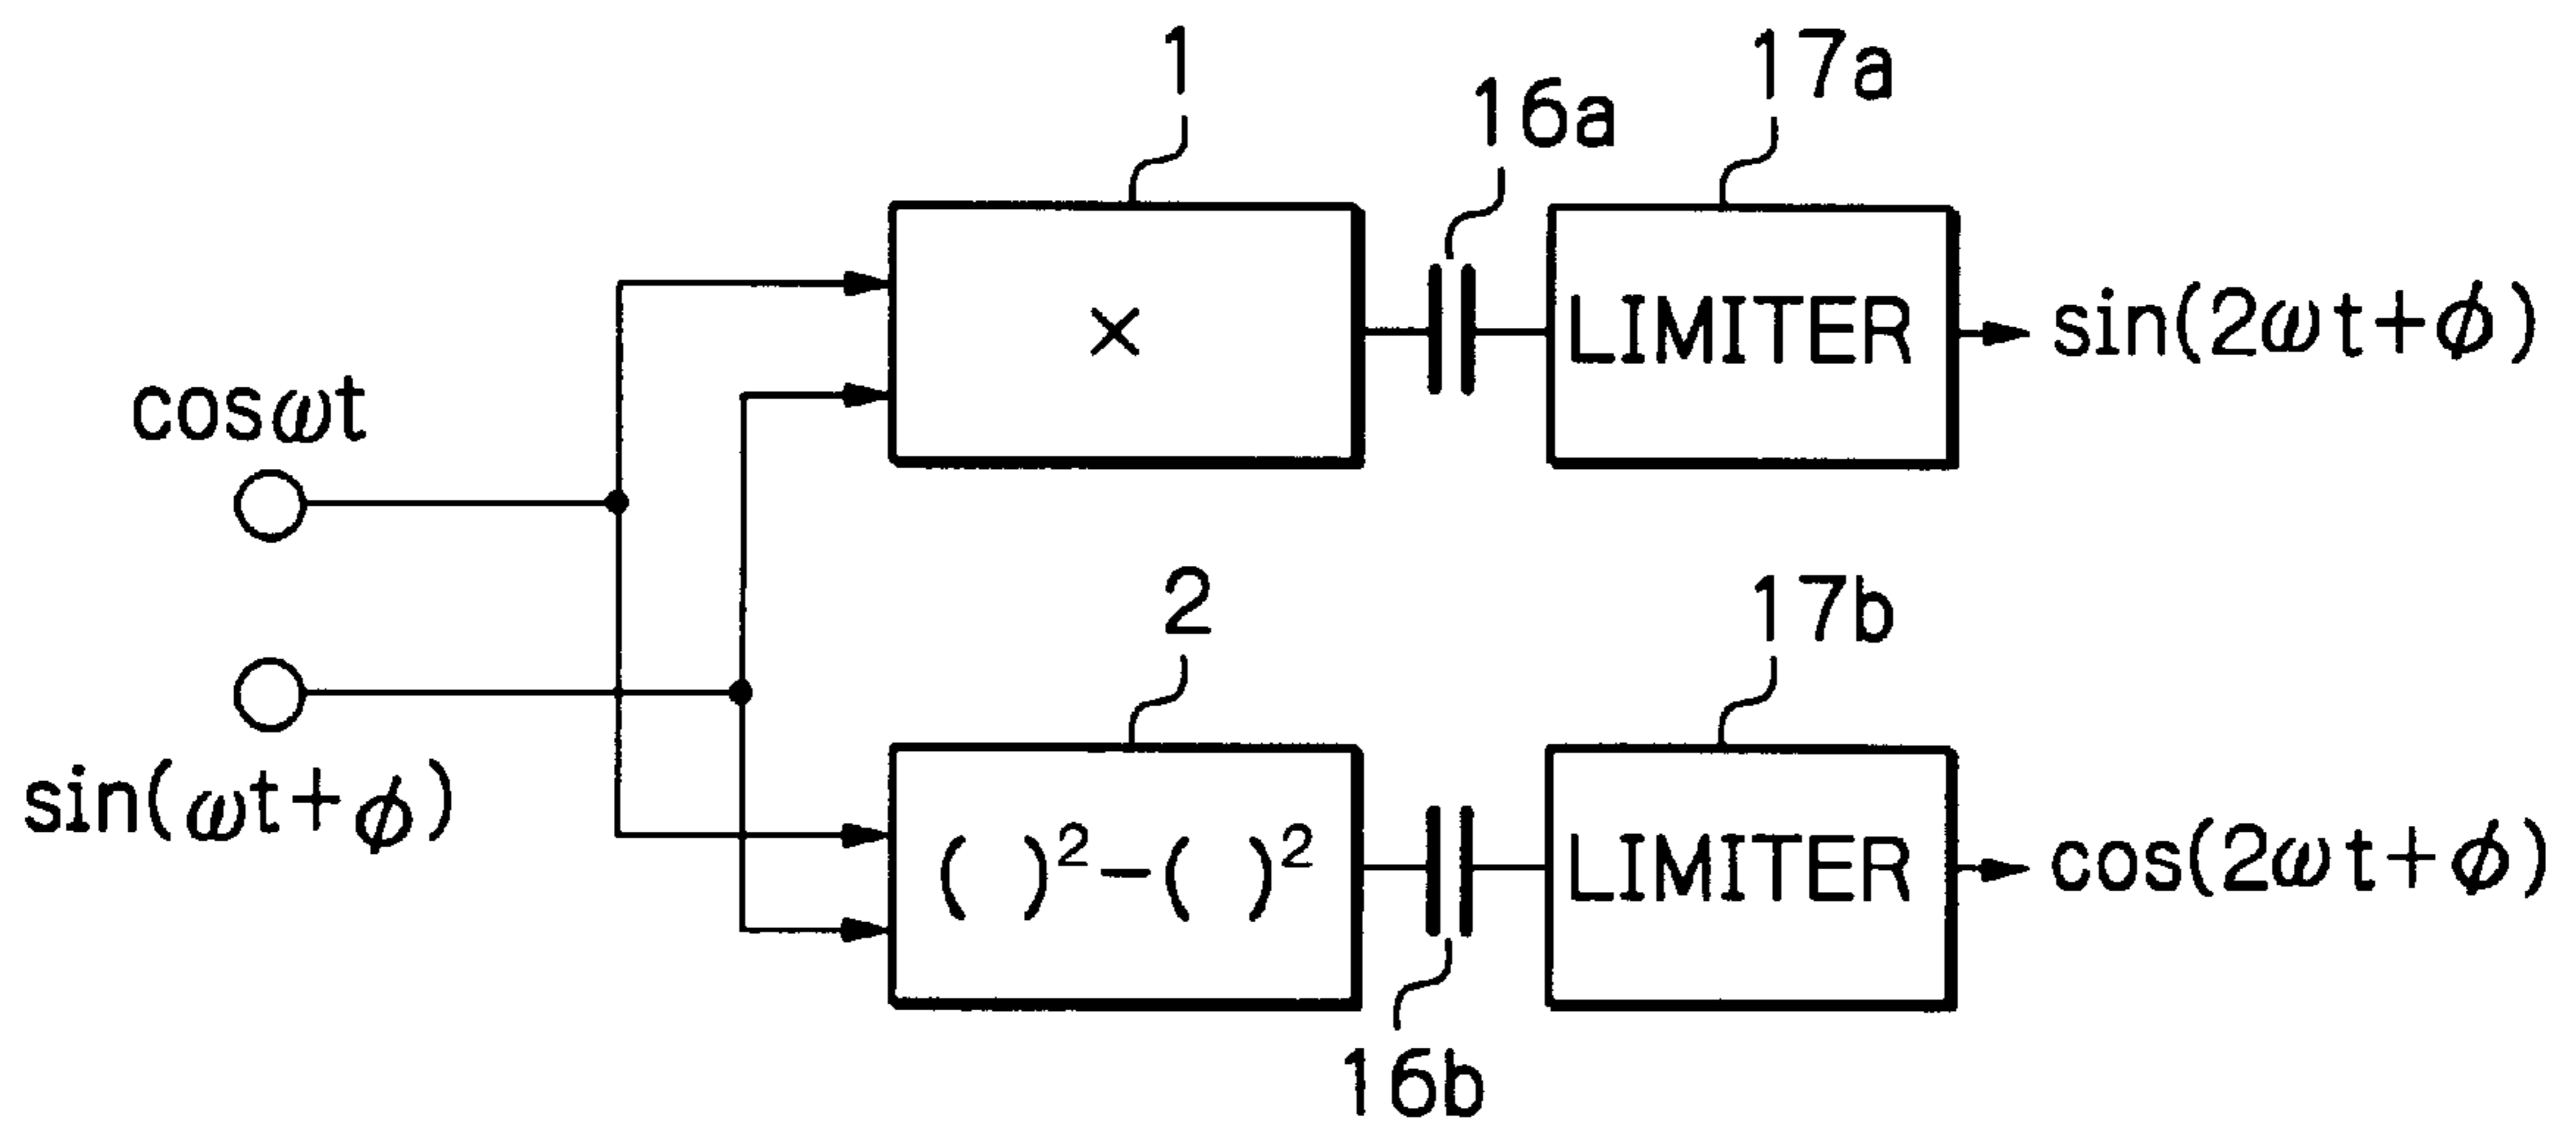 1
17a
16a
×
LIMITER
sin(2ωt+ϕ)
cosωt
2
17b
sin(ωt+ϕ)
( )²−( )²
LIMITER
cos(2ωt+ϕ)
16b